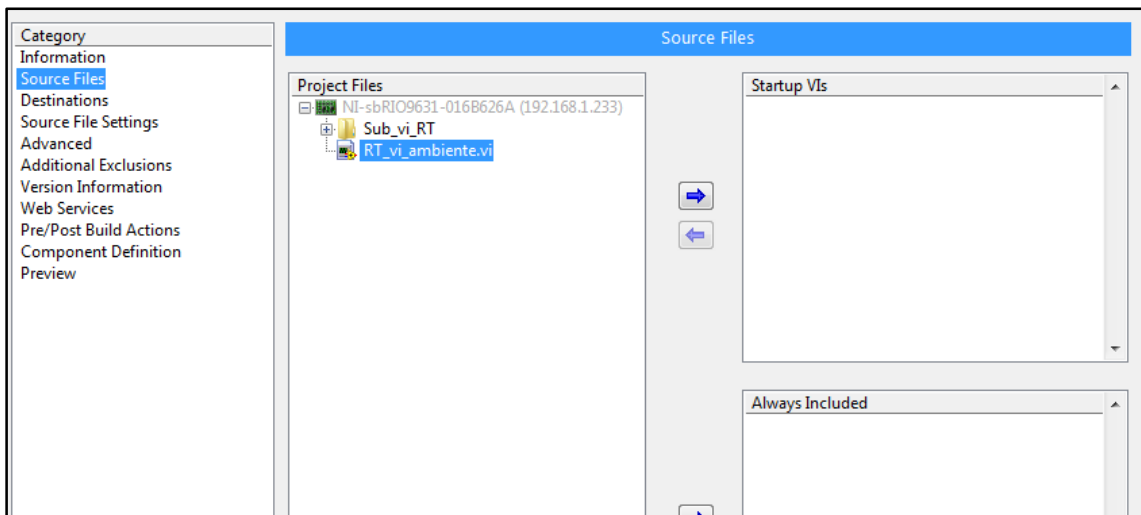 Category
Information
Source Files
Destinations
Source File Settings
Advanced
Additional Exclusions
Version Information
Web Services
Pre/Post Build Actions
Component Definition
Preview
Source Files
Project Files
NI-sbRIO9631-016B626A (192.168.1.233)
Sub_vi_RT
RT_vi_ambiente.vi
Startup VIs
Always Included